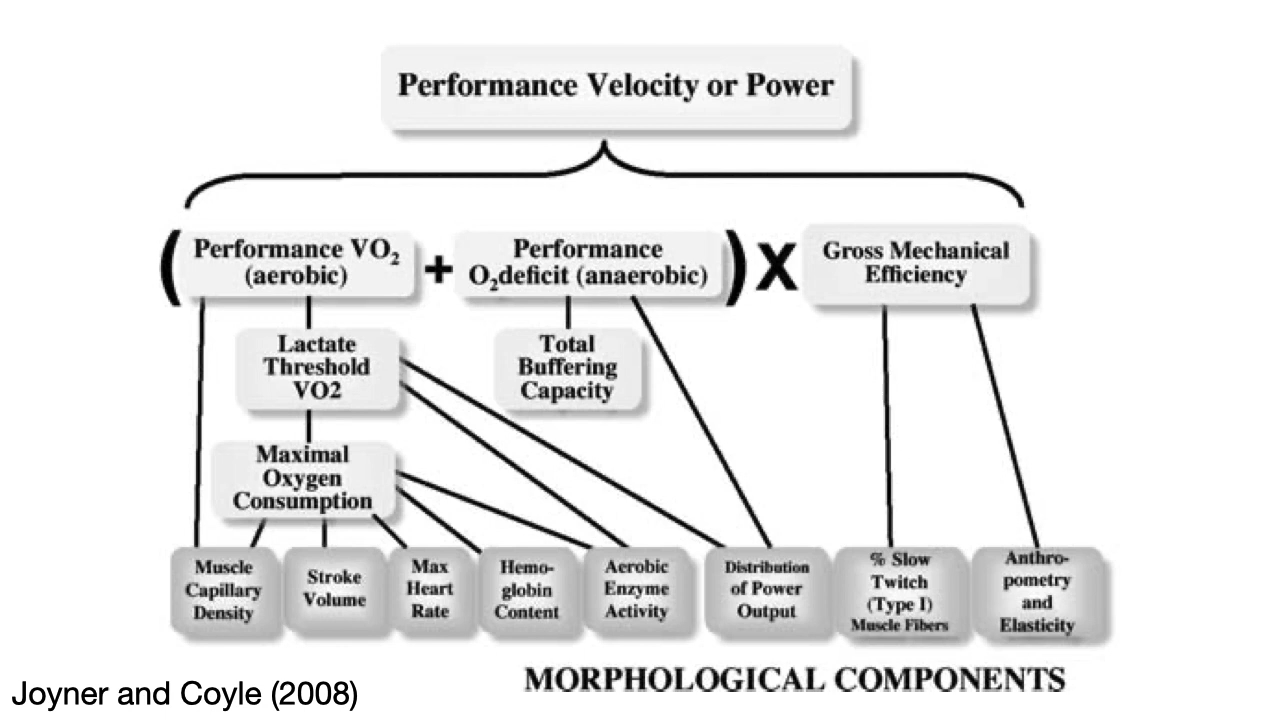 Performance Velocity or Power
( Performance VO₂
(aerobic)
+
Performance
O₂deficit (anaerobic) )
X
Gross Mechanical
Efficiency
Lactate
Threshold
VO2
Total
Buffering
Capacity
Maximal
Oxygen
Consumption
Muscle
Capillary
Density
Stroke
Volume
Max
Heart
Rate
Hemo-
globin
Content
Aerobic
Enzyme
Activity
Distribution
of Power
Output
% Slow
Twitch
(Type I)
Muscle Fibers
Anthro-
pometry
and
Elasticity
MORPHOLOGICAL COMPONENTS
Joyner and Coyle (2008)